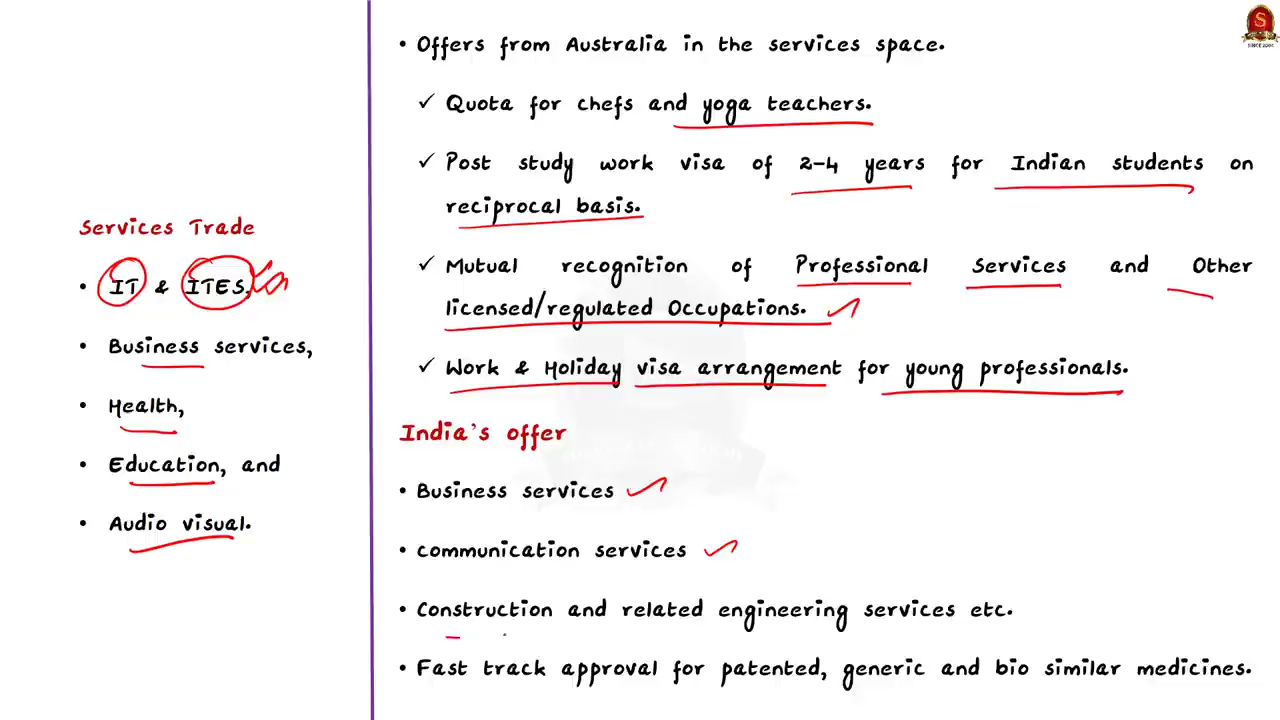 Services Trade
• IT & ITES,
• Business services,
• Health,
• Education, and
• Audio visual.
• Offers from Australia in the services space.
✓ Quota for chefs and yoga teachers.
✓ Post study work visa of 2-4 years for Indian students on
reciprocal basis.
✓ Mutual recognition of Professional Services and Other
licensed/regulated Occupations.
✓ Work & Holiday visa arrangement for young professionals.
India's offer
• Business services
• communication services
• Construction and related engineering services etc.
• Fast track approval for patented, generic and bio similar medicines.
S